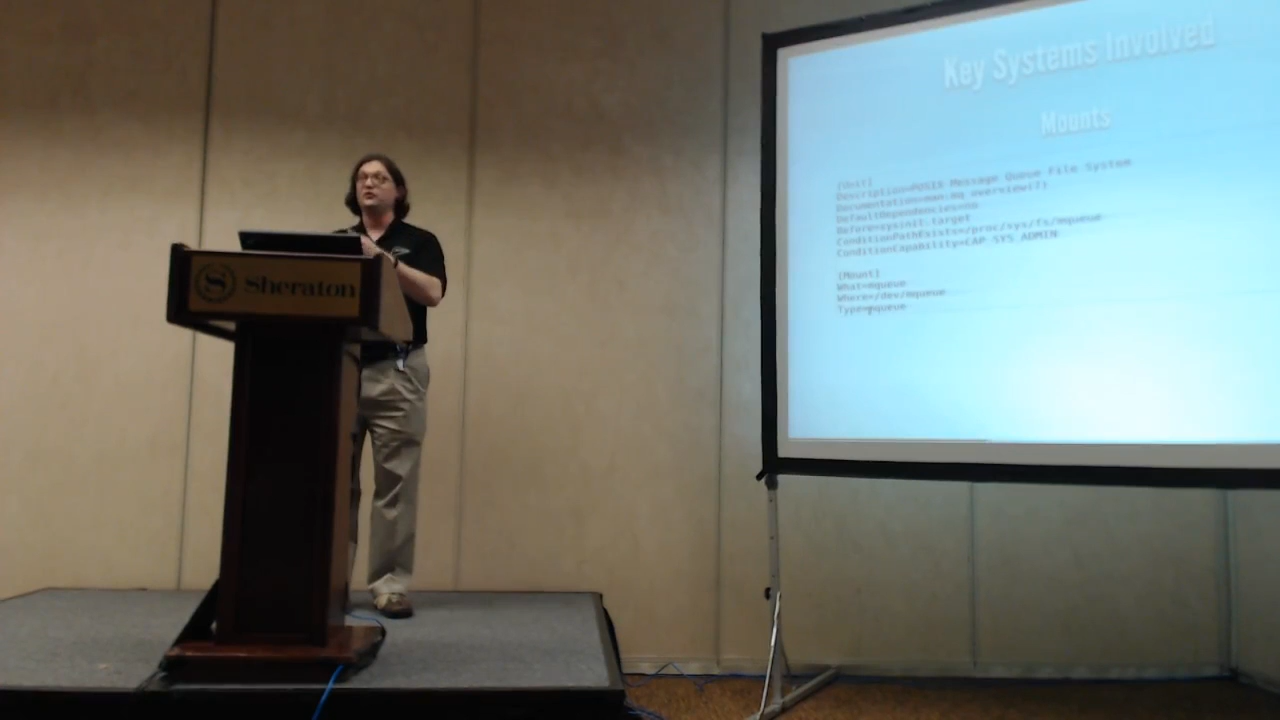 Sheraton
Key Systems Involved
Mounts
[Unit]
Description=POSIX Message Queue File System
Documentation=man:mq_overview(7)
DefaultDependencies=no
Before=sysinit.target
ConditionPathExists=/proc/sys/fs/mqueue
ConditionCapability=CAP_SYS_ADMIN
[Mount]
What=mqueue
Where=/dev/mqueue
Type=mqueue